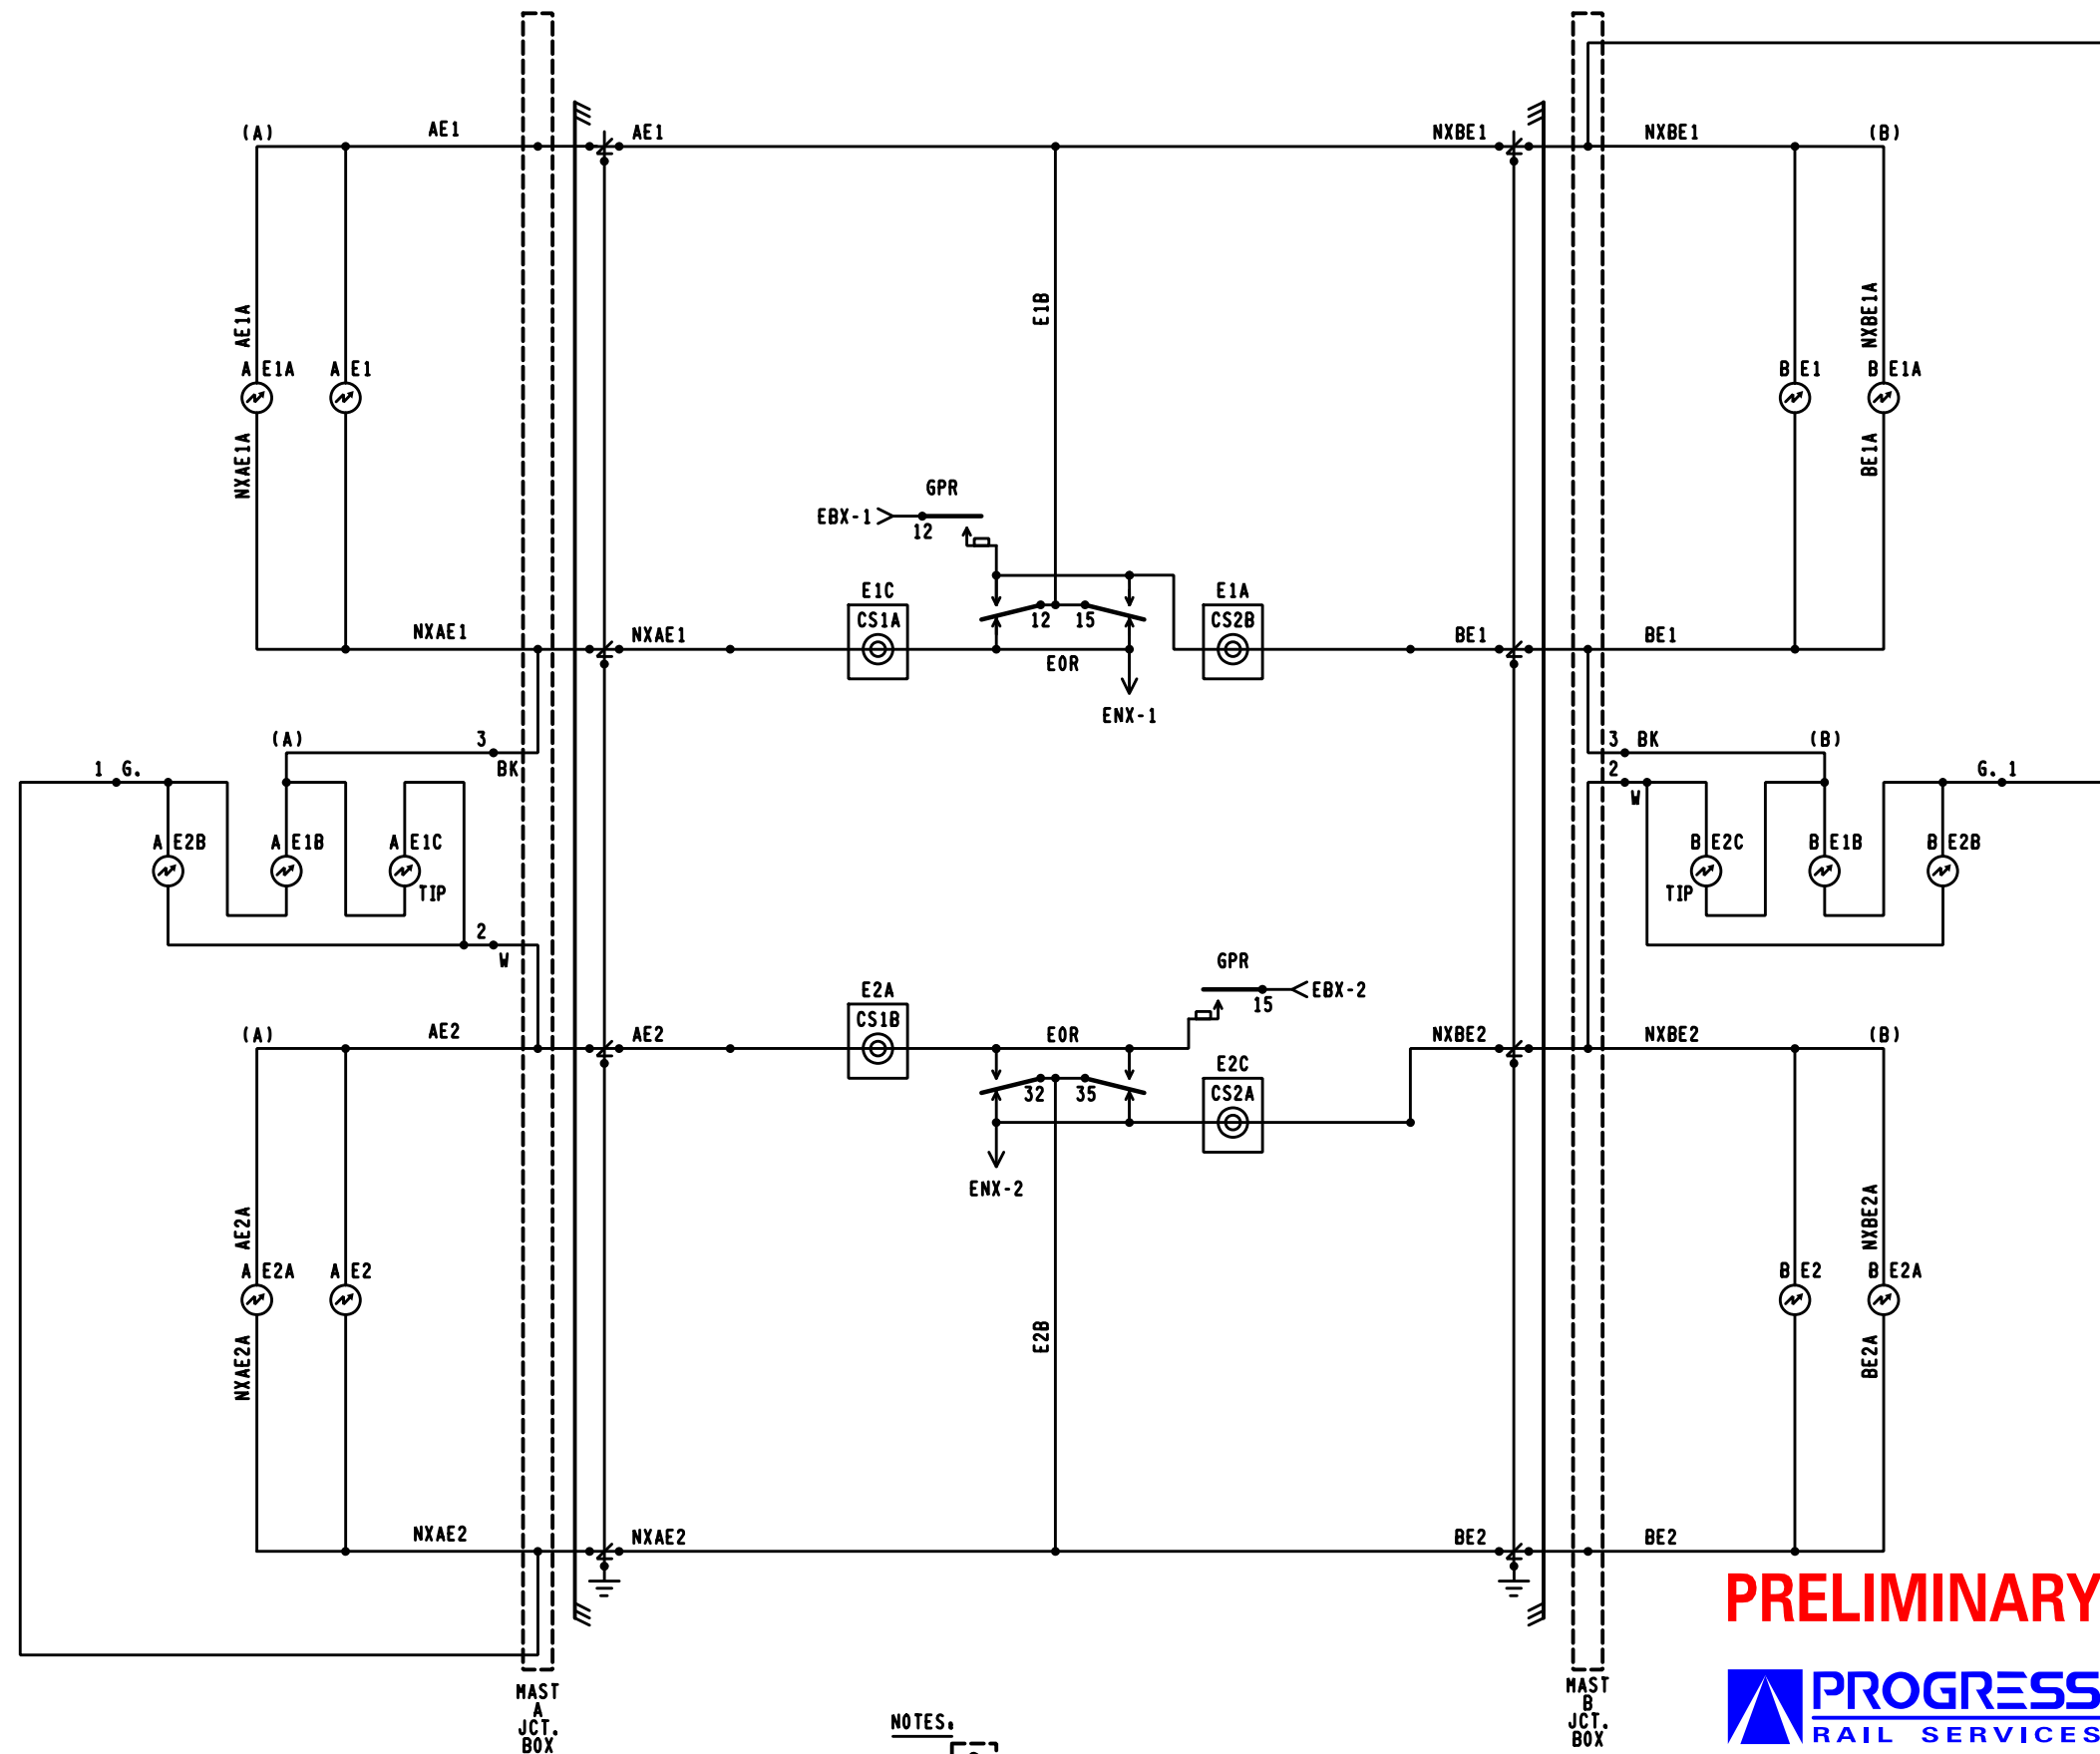 (A) AE1 AE1 NXBE1 NXBE1 (B)
AE1A E1B NXBE1A
A E1A A E1 B E1 B E1A
NXAE1A BE1A
GPR
EBX-1
12
E1C E1A
CS1A 12 15 CS2B
NXAE1 NXAE1 BE1 BE1
EOR
ENX-1
(A) 3 3 BK (B)
1 G. BK 2 G. 1
W
A E2B A E1B A E1C B E2C B E1B B E2B
TIP TIP
2
W
GPR
E2A EBX-2
15
CS1B
(A) AE2 AE2 EOR NXBE2 NXBE2 (B)
E2C
32 35 CS2A
ENX-2
AE2A NXBE2A
A E2A A E2 B E2 B E2A
NXAE2A E2B BE2A
NXAE2 NXAE2 BE2 BE2
PRELIMINARY
MAST
A
JCT.
BOX
MAST
B
JCT.
BOX
NOTES:
PROGRESS
RAIL SERVICES